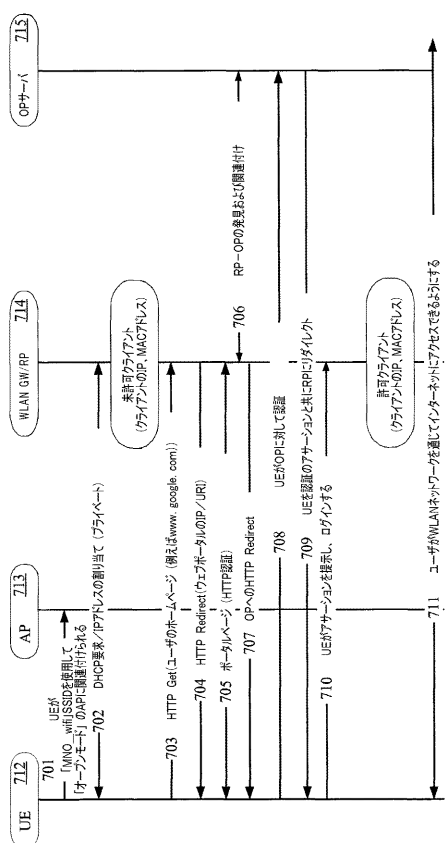 UE 712
AP 713
WLAN GW/RP 714
OPサーバ 715
701
UEが
「MNO_wifi」SSIDを使用して
「オープンモード」のAPに関連付けられる
702 DHCP要求/IPアドレスの割り当て (プライベート)
未許可クライアント
(クライアントのIP、MACアドレス)
703 HTTP Get(ユーザのホームページ (例えばwww.google.com))
704 HTTP Redirect(ウェブポータルのIP/URI)
705 ポータルページ (HTTP認証)
706 RP-OPの発見および関連付け
707 OPへのHTTP Redirect
708 UEがOPに対して認証
709 UEを認証のアサーションと共にRPにリダイレクト
710 UEがアサーションを提示し、ログインする
許可クライアント
(クライアントのIP、MACアドレス)
711 ユーザがWLANネットワークを通じてインターネットにアクセスできるようにする